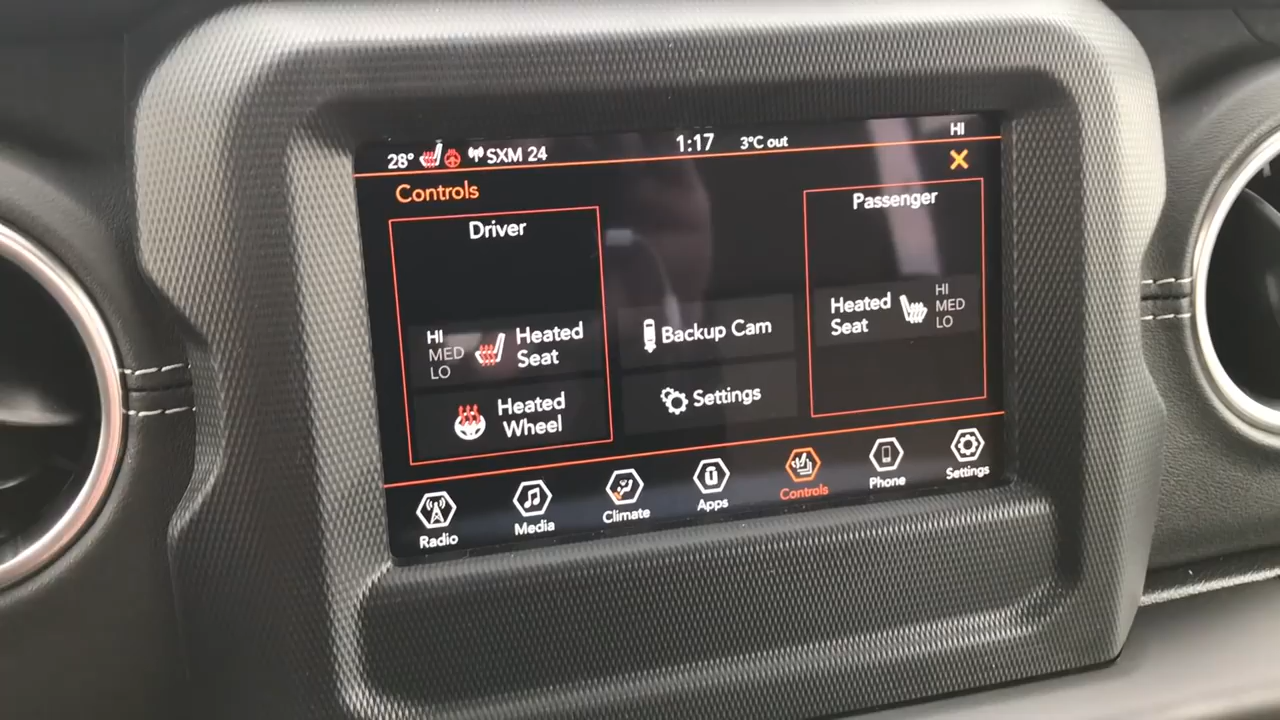 28° SXM 24 1:17 3°C out HI
Controls
Driver
HI
MED
LO
Heated
Seat
Heated
Wheel
Backup Cam
Settings
Passenger
Heated
Seat
HI
MED
LO
Radio
Media
Climate
Apps
Controls
Phone
Settings